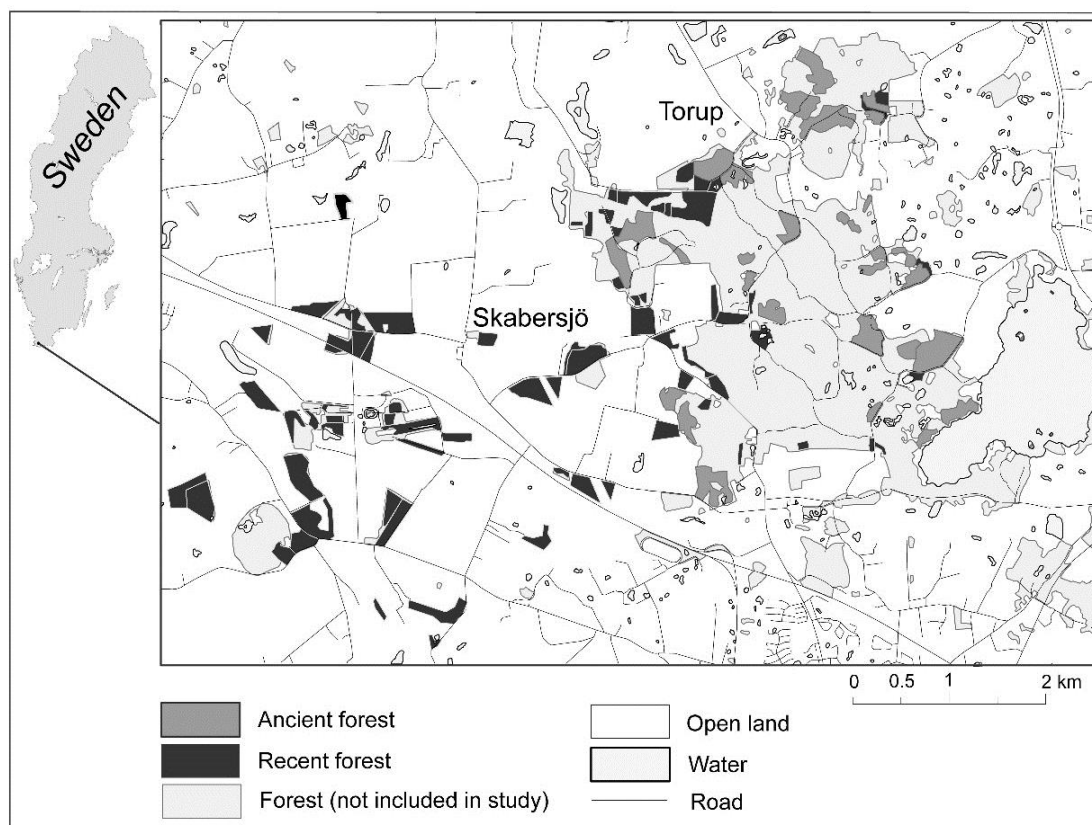 Sweden
Torup
Skabersjö
0 0.5 1 2 km
Ancient forest
Recent forest
Forest (not included in study)
Open land
Water
Road